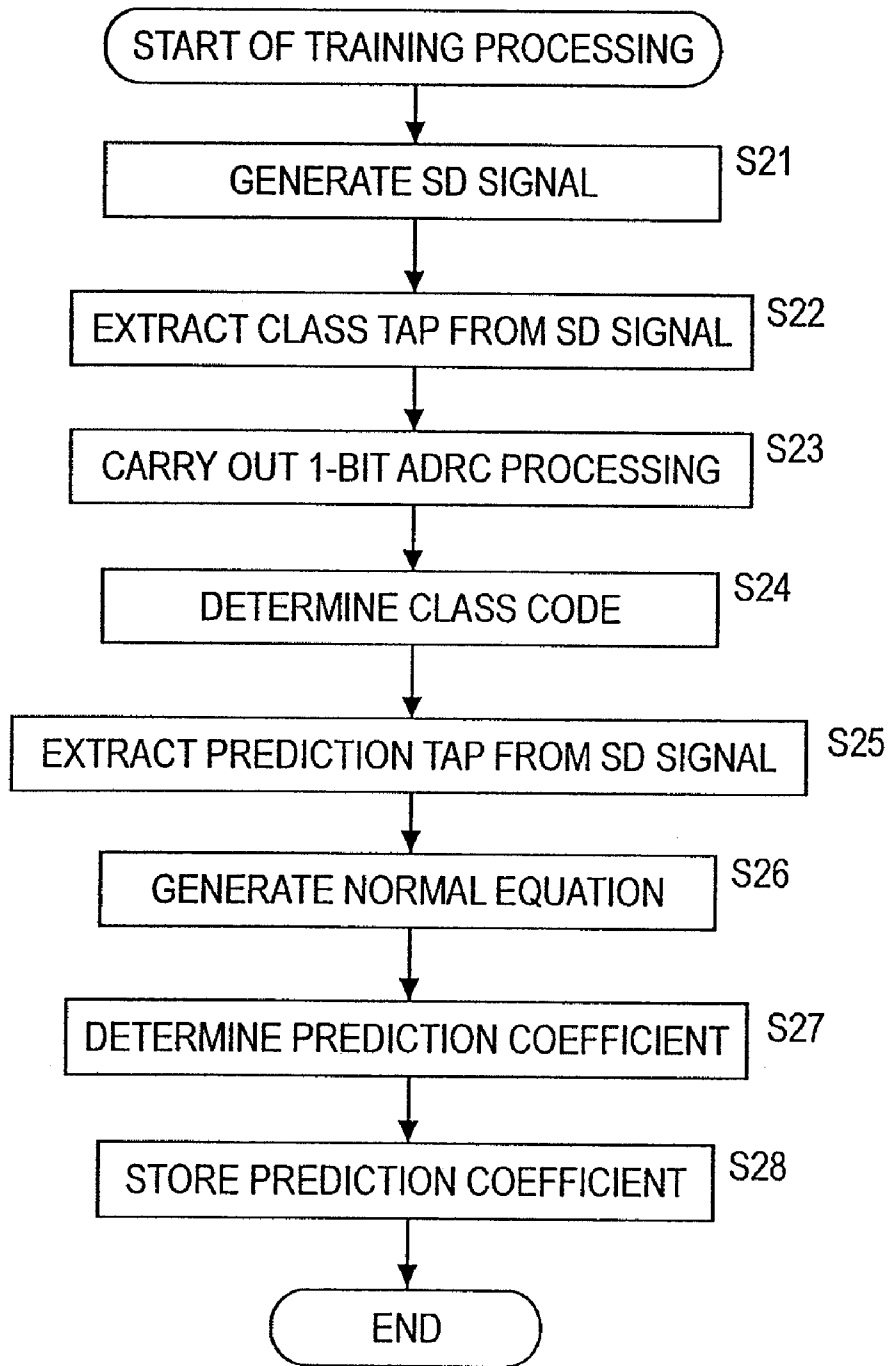 START OF TRAINING PROCESSING
GENERATE SD SIGNAL
S21
EXTRACT CLASS TAP FROM SD SIGNAL
S22
CARRY OUT 1-BIT ADRC PROCESSING
S23
DETERMINE CLASS CODE
S24
EXTRACT PREDICTION TAP FROM SD SIGNAL
S25
GENERATE NORMAL EQUATION
S26
DETERMINE PREDICTION COEFFICIENT
S27
STORE PREDICTION COEFFICIENT
S28
END